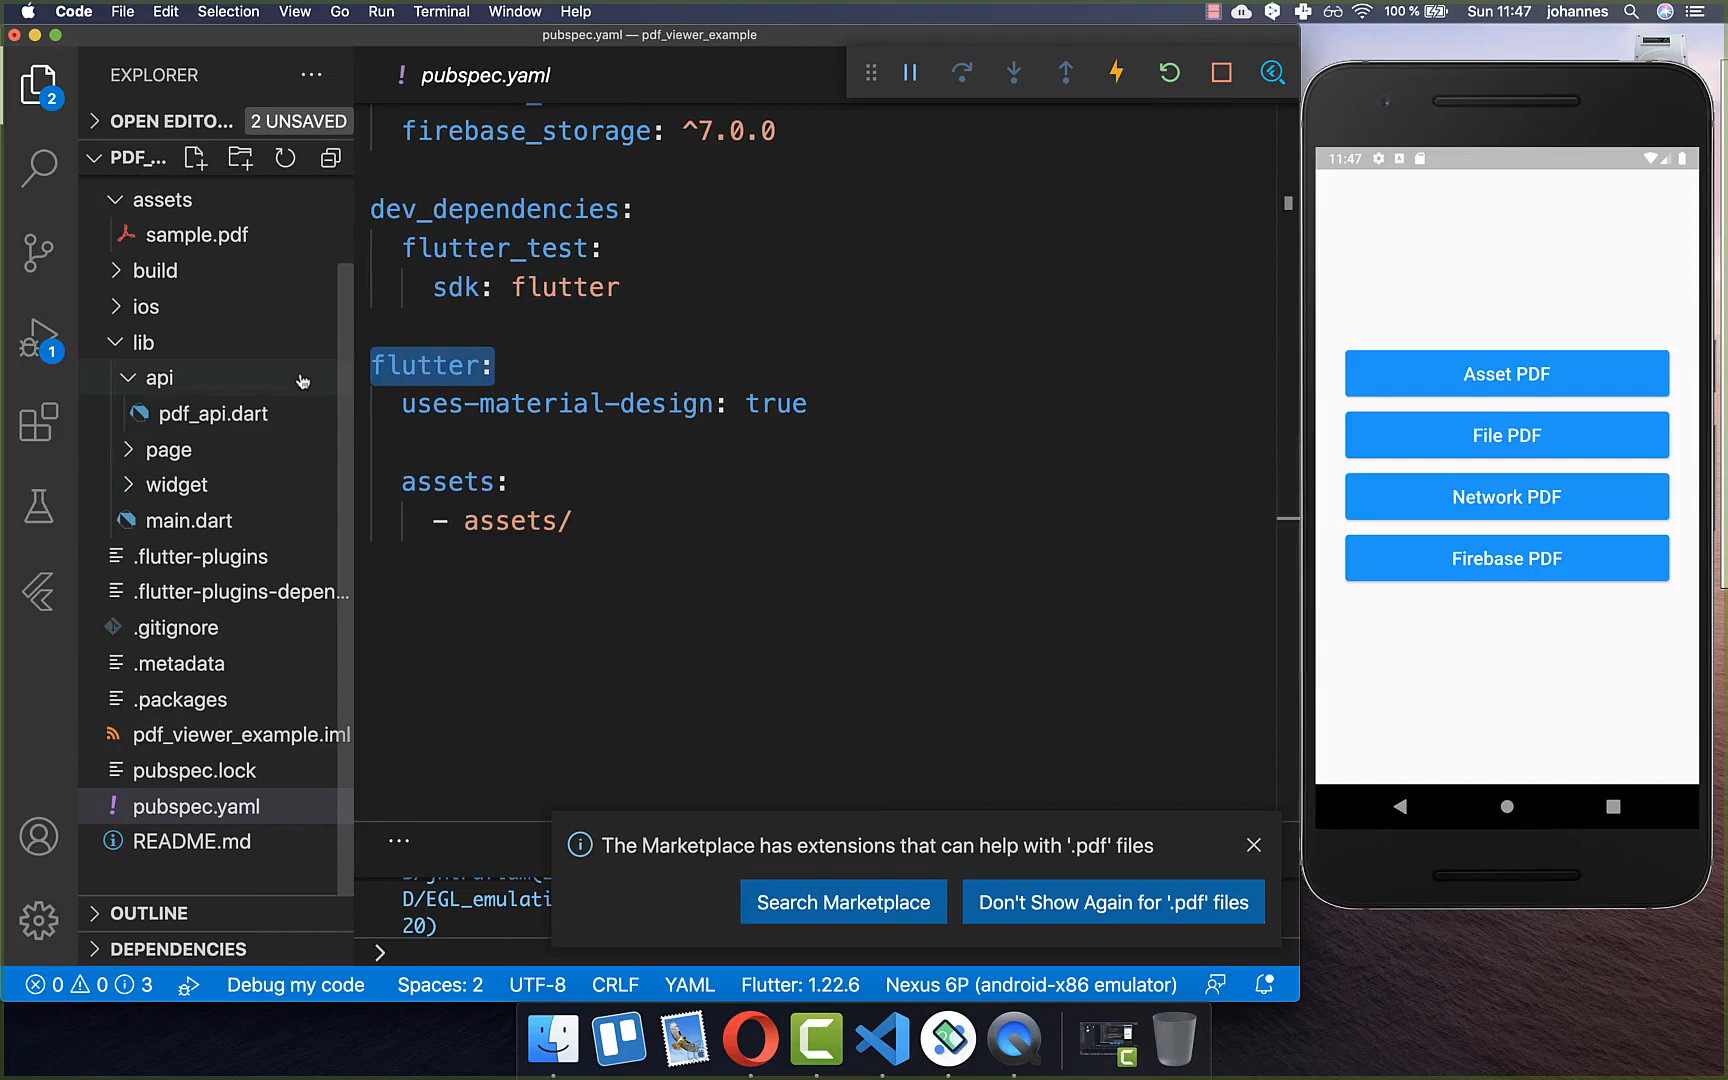 Code File Edit Selection View Go Run Terminal Window Help 100 % Sun 11:47 johannes
pubspec.yaml — pdf_viewer_example
EXPLORER
OPEN EDITO... 2 UNSAVED
PDF_...
assets
sample.pdf
build
ios
lib
api
pdf_api.dart
page
widget
main.dart
.flutter-plugins
.flutter-plugins-depen...
.gitignore
.metadata
.packages
pdf_viewer_example.iml
pubspec.lock
pubspec.yaml
README.md
OUTLINE
DEPENDENCIES
2
1
! pubspec.yaml
firebase_storage: ^7.0.0
dev_dependencies:
flutter_test:
sdk: flutter
flutter:
uses-material-design: true
assets:
- assets/
D/EGL_emulati
20)
The Marketplace has extensions that can help with '.pdf' files
Search Marketplace Don't Show Again for '.pdf' files
0 0 3 Debug my code Spaces: 2 UTF-8 CRLF YAML Flutter: 1.22.6 Nexus 6P (android-x86 emulator)
11:47
Asset PDF
File PDF
Network PDF
Firebase PDF